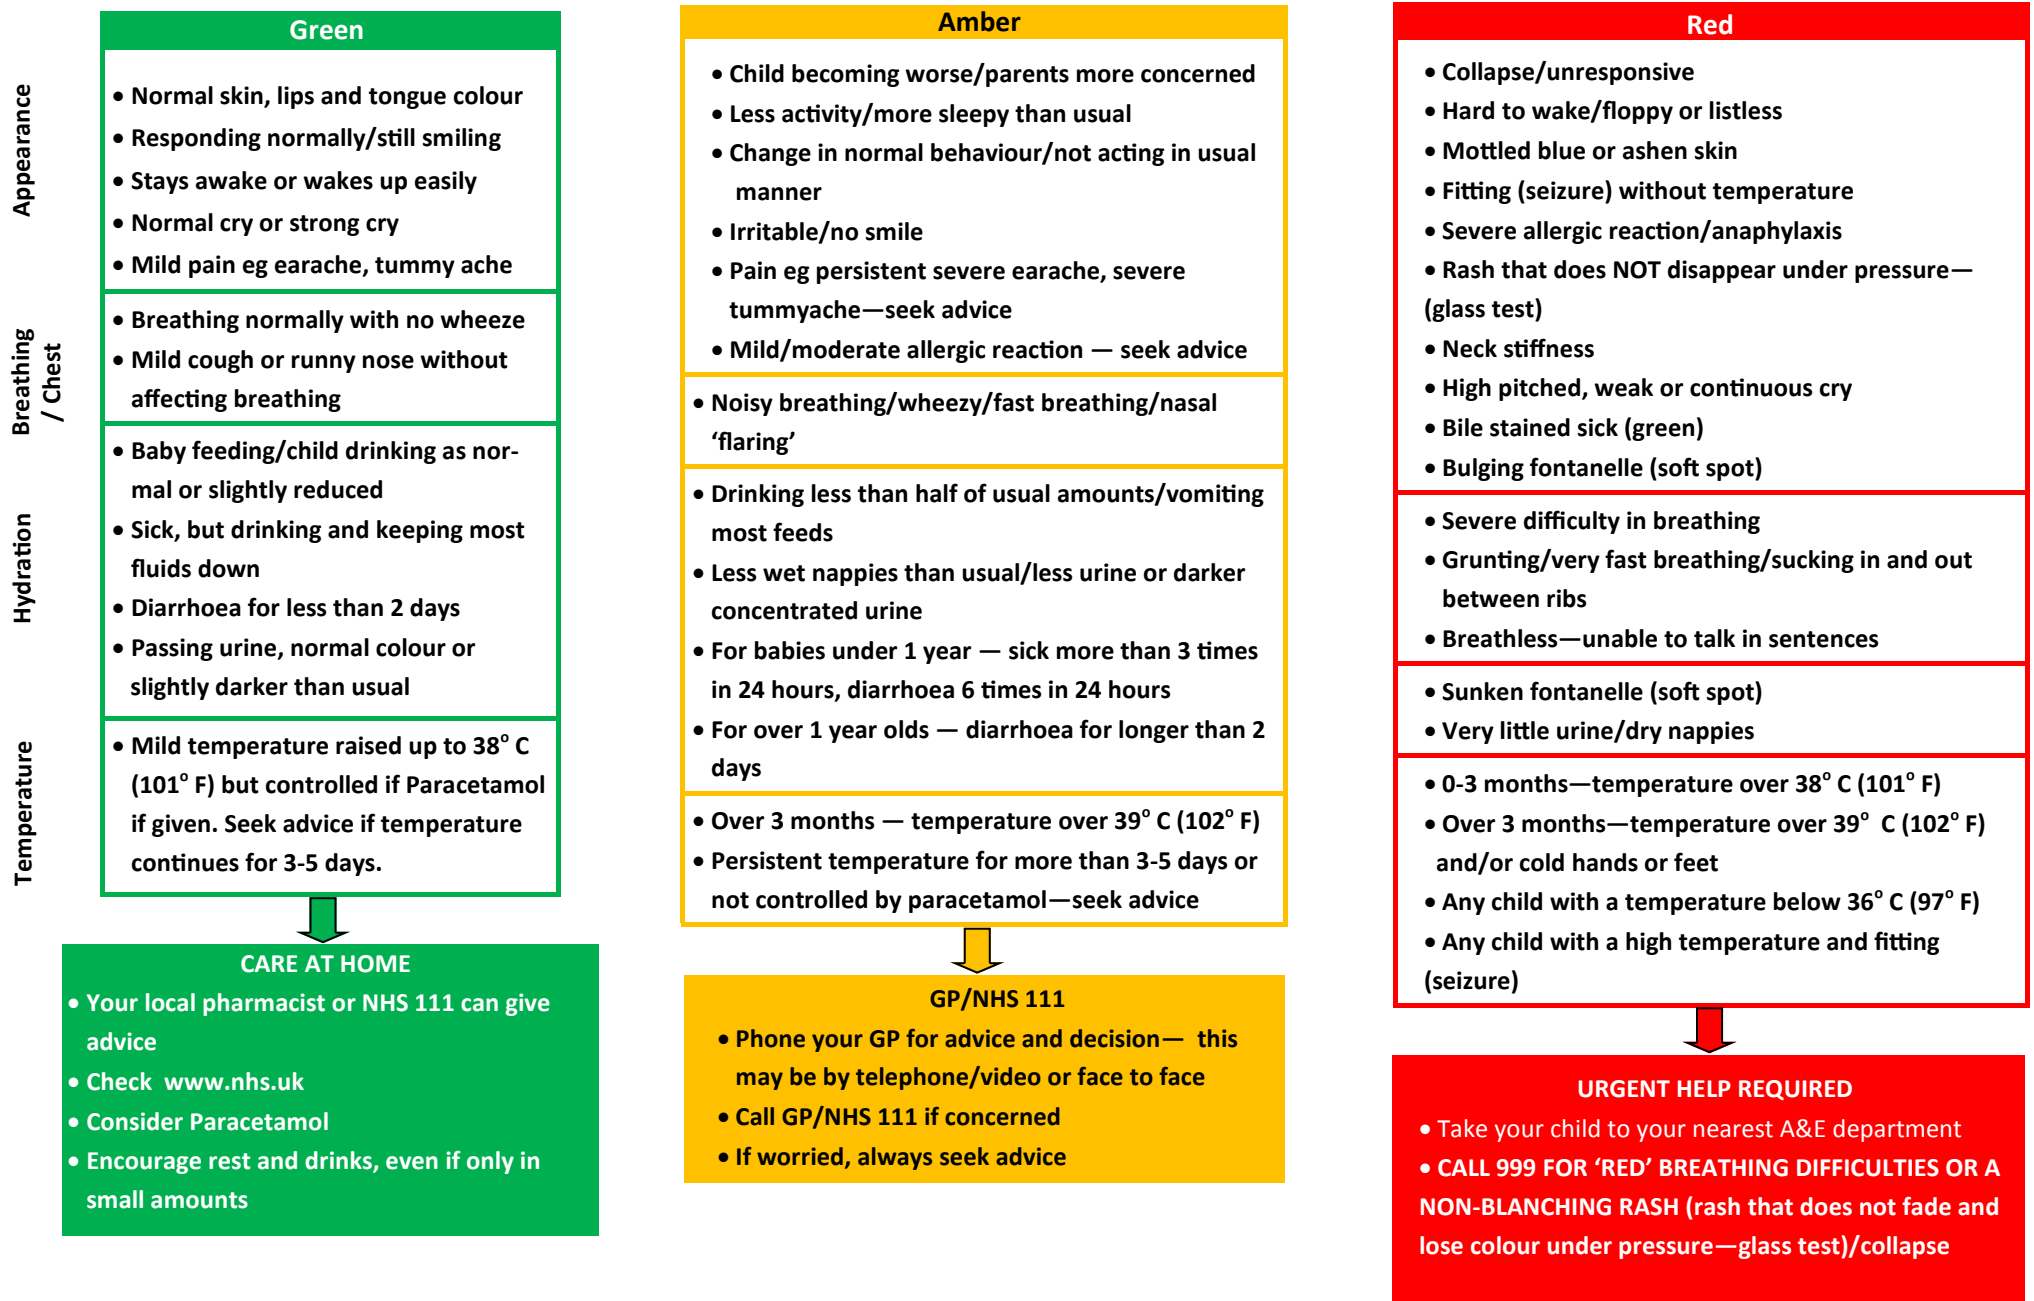 Appearance
Breathing
/ Chest
Hydration
Temperature
Green
• Normal skin, lips and tongue colour
• Responding normally/still smiling
• Stays awake or wakes up easily
• Normal cry or strong cry
• Mild pain eg earache, tummy ache
• Breathing normally with no wheeze
• Mild cough or runny nose without
affecting breathing
• Baby feeding/child drinking as nor-
mal or slightly reduced
• Sick, but drinking and keeping most
fluids down
• Diarrhoea for less than 2 days
• Passing urine, normal colour or
slightly darker than usual
• Mild temperature raised up to 38° C
(101° F) but controlled if Paracetamol
if given. Seek advice if temperature
continues for 3-5 days.
CARE AT HOME
• Your local pharmacist or NHS 111 can give
advice
• Check www.nhs.uk
• Consider Paracetamol
• Encourage rest and drinks, even if only in
small amounts
Amber
• Child becoming worse/parents more concerned
• Less activity/more sleepy than usual
• Change in normal behaviour/not acting in usual
manner
• Irritable/no smile
• Pain eg persistent severe earache, severe
tummyache—seek advice
• Mild/moderate allergic reaction — seek advice
• Noisy breathing/wheezy/fast breathing/nasal
‘flaring’
• Drinking less than half of usual amounts/vomiting
most feeds
• Less wet nappies than usual/less urine or darker
concentrated urine
• For babies under 1 year — sick more than 3 times
in 24 hours, diarrhoea 6 times in 24 hours
• For over 1 year olds — diarrhoea for longer than 2
days
• Over 3 months — temperature over 39° C (102° F)
• Persistent temperature for more than 3-5 days or
not controlled by paracetamol—seek advice
GP/NHS 111
• Phone your GP for advice and decision— this
may be by telephone/video or face to face
• Call GP/NHS 111 if concerned
• If worried, always seek advice
Red
• Collapse/unresponsive
• Hard to wake/floppy or listless
• Mottled blue or ashen skin
• Fitting (seizure) without temperature
• Severe allergic reaction/anaphylaxis
• Rash that does NOT disappear under pressure—
(glass test)
• Neck stiffness
• High pitched, weak or continuous cry
• Bile stained sick (green)
• Bulging fontanelle (soft spot)
• Severe difficulty in breathing
• Grunting/very fast breathing/sucking in and out
between ribs
• Breathless—unable to talk in sentences
• Sunken fontanelle (soft spot)
• Very little urine/dry nappies
• 0-3 months—temperature over 38° C (101° F)
• Over 3 months—temperature over 39° C (102° F)
and/or cold hands or feet
• Any child with a temperature below 36° C (97° F)
• Any child with a high temperature and fitting
(seizure)
URGENT HELP REQUIRED
• Take your child to your nearest A&E department
• CALL 999 FOR ‘RED’ BREATHING DIFFICULTIES OR A
NON-BLANCHING RASH (rash that does not fade and
lose colour under pressure—glass test)/collapse